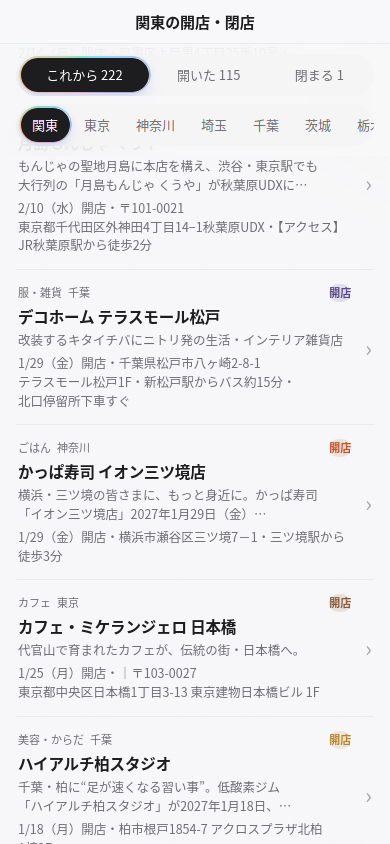 関東の開店・閉店
これから 222
開いた 115
閉まる 1
関東
東京
神奈川
埼玉
千葉
茨城
もんじゃの聖地月島に本店を構え、渋谷・東京駅でも
大行列の「月島もんじゃ くうや」が秋葉原UDXに…
2/10（水）開店・〒101-0021
東京都千代田区外神田4丁目14−1秋葉原UDX・【アクセス】
JR秋葉原駅から徒歩2分
服・雑貨 千葉
開店
デコホーム テラスモール松戸
改装するキタイチバにニトリ発の生活・インテリア雑貨店
1/29（金）開店・千葉県松戸市八ヶ崎2-8-1
テラスモール松戸1F・新松戸駅からバス約15分・
北口停留所下車すぐ
ごはん 神奈川
開店
かっぱ寿司 イオン三ツ境店
横浜・三ツ境の皆さまに、もっと身近に。かっぱ寿司
「イオン三ツ境店」2027年1月29日（金）…
1/29（金）開店・横浜市瀬谷区三ツ境7－1・三ツ境駅から
徒歩3分
カフェ 東京
開店
カフェ・ミケランジェロ 日本橋
代官山で育まれたカフェが、伝統の街・日本橋へ。
1/25（月）開店・｜〒103-0027
東京都中央区日本橋1丁目3-13 東京建物日本橋ビル 1F
美容・からだ 千葉
開店
ハイアルチ柏スタジオ
千葉・柏に“足が速くなる習い事”。低酸素ジム
「ハイアルチ柏スタジオ」が2027年1月18日、…
1/18（月）開店・柏市根戸1854-7 アクロスプラザ北柏